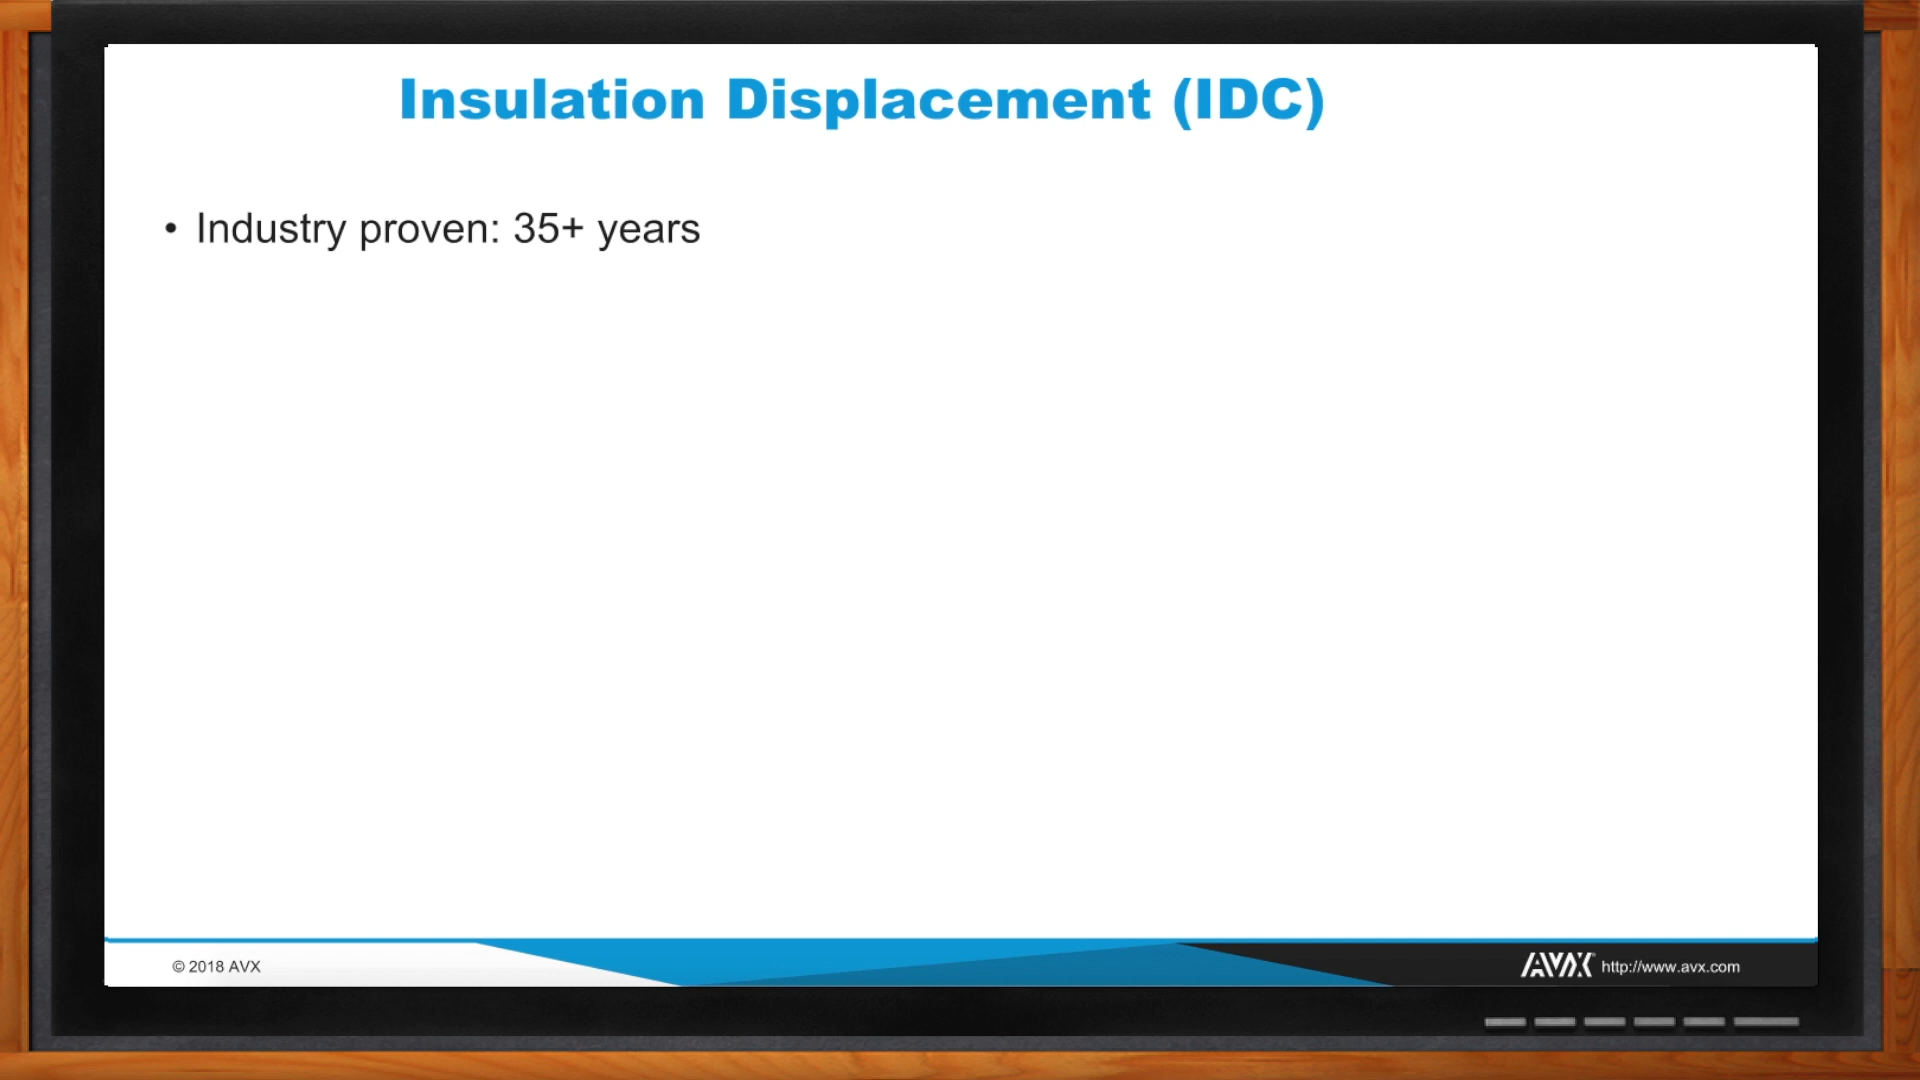 Insulation Displacement (IDC)
• Industry proven: 35+ years
© 2018 AVX
AVX http://www.avx.com